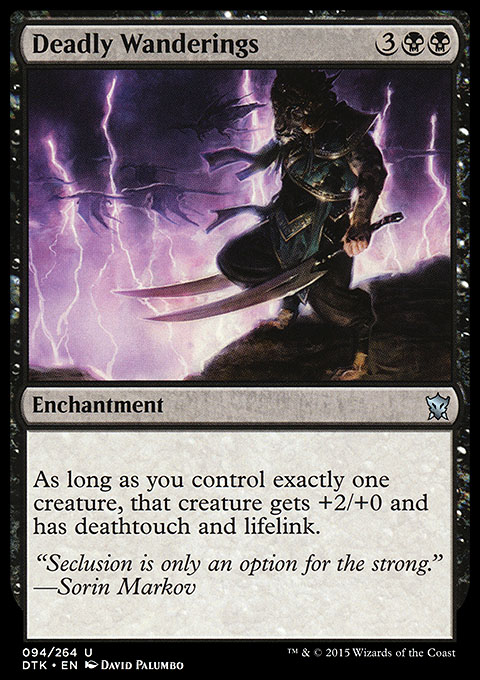 Deadly Wanderings 3
Enchantment
As long as you control exactly one
creature, that creature gets +2/+0 and
has deathtouch and lifelink.
“Seclusion is only an option for the strong.”
—Sorin Markov
094/264 U
DTK • EN DAVID PALUMBO
™ & © 2015 Wizards of the Coast